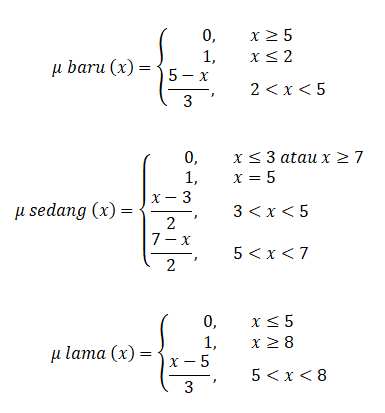 0, x ≥ 5
1, x ≤ 2
μ baru (x) = { (5 − x)/3, 2 < x < 5
0, x ≤ 3 atau x ≥ 7
1, x = 5
μ sedang (x) = { (x − 3)/2, 3 < x < 5
(7 − x)/2, 5 < x < 7
0, x ≤ 5
1, x ≥ 8
μ lama (x) = { (x − 5)/3, 5 < x < 8